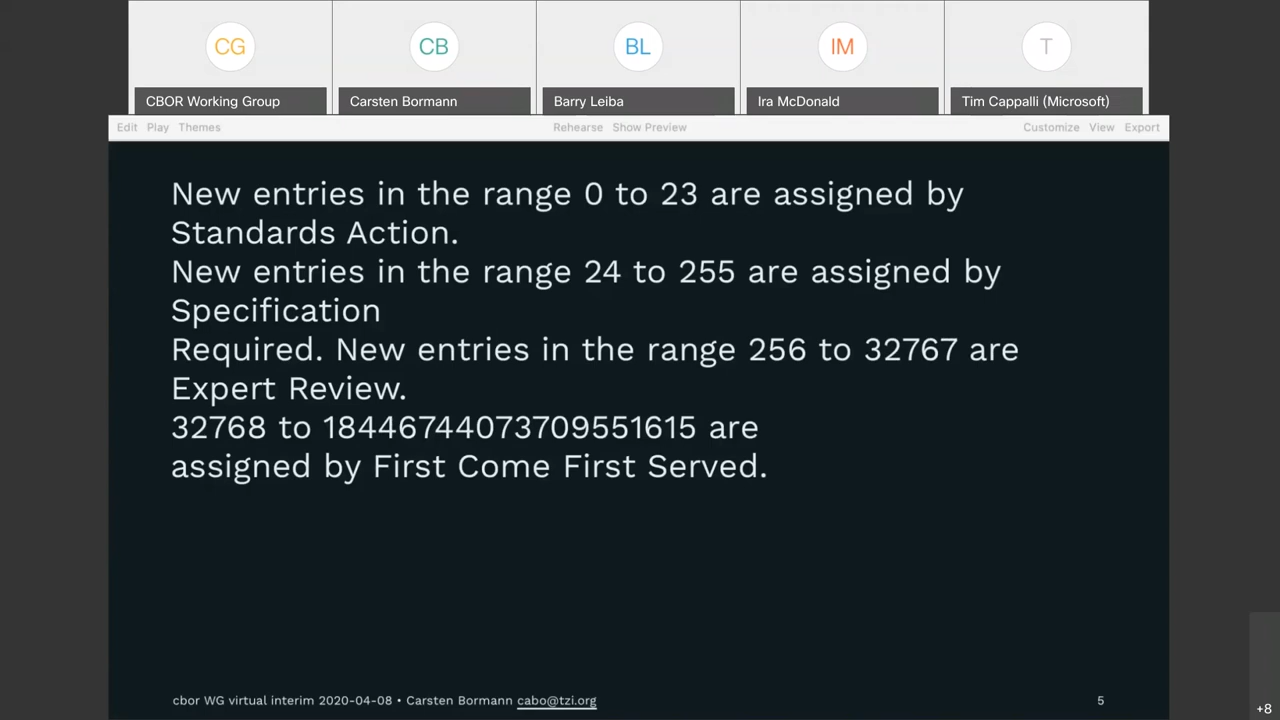 CG
CB
BL
IM
T
CBOR Working Group
Carsten Bormann
Barry Leiba
Ira McDonald
Tim Cappalli (Microsoft)
Edit Play Themes
Rehearse Show Preview
Customize View Export
New entries in the range 0 to 23 are assigned by
Standards Action.
New entries in the range 24 to 255 are assigned by
Specification
Required. New entries in the range 256 to 32767 are
Expert Review.
32768 to 18446744073709551615 are
assigned by First Come First Served.
cbor WG virtual interim 2020-04-08 • Carsten Bormann cabo@tzi.org
5
+8